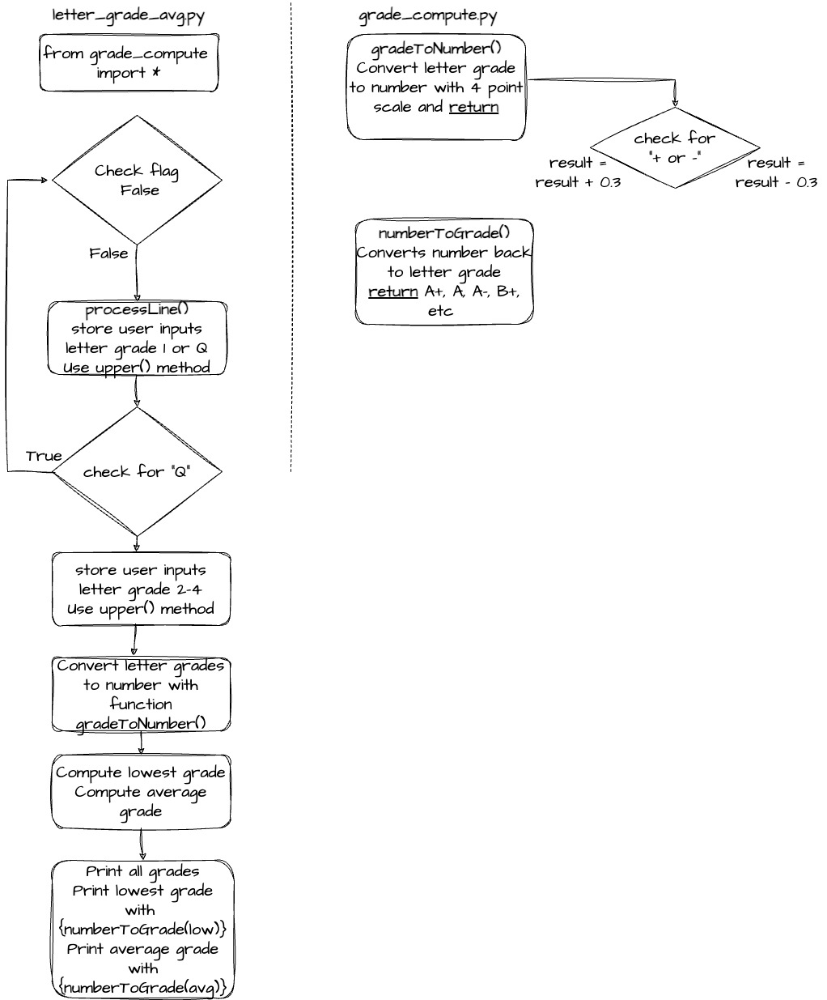 letter_grade_avg.py
from grade_compute
import *
Check flag
False
False
processLine()
store user inputs
letter grade 1 or Q
Use upper() method
True
check for "Q"
store user inputs
letter grade 2-4
Use upper() method
Convert letter grades
to number with
function
gradeToNumber()
Compute lowest grade
Compute average
grade
Print all grades
Print lowest grade
with
{numberToGrade(low)}
Print average grade
with
{numberToGrade(avg)}
grade_compute.py
gradeToNumber()
Convert letter grade
to number with 4 point
scale and return
check for
"+ or -"
result =
result + 0.3
result =
result - 0.3
numberToGrade()
Converts number back
to letter grade
return A+, A, A-, B+,
etc